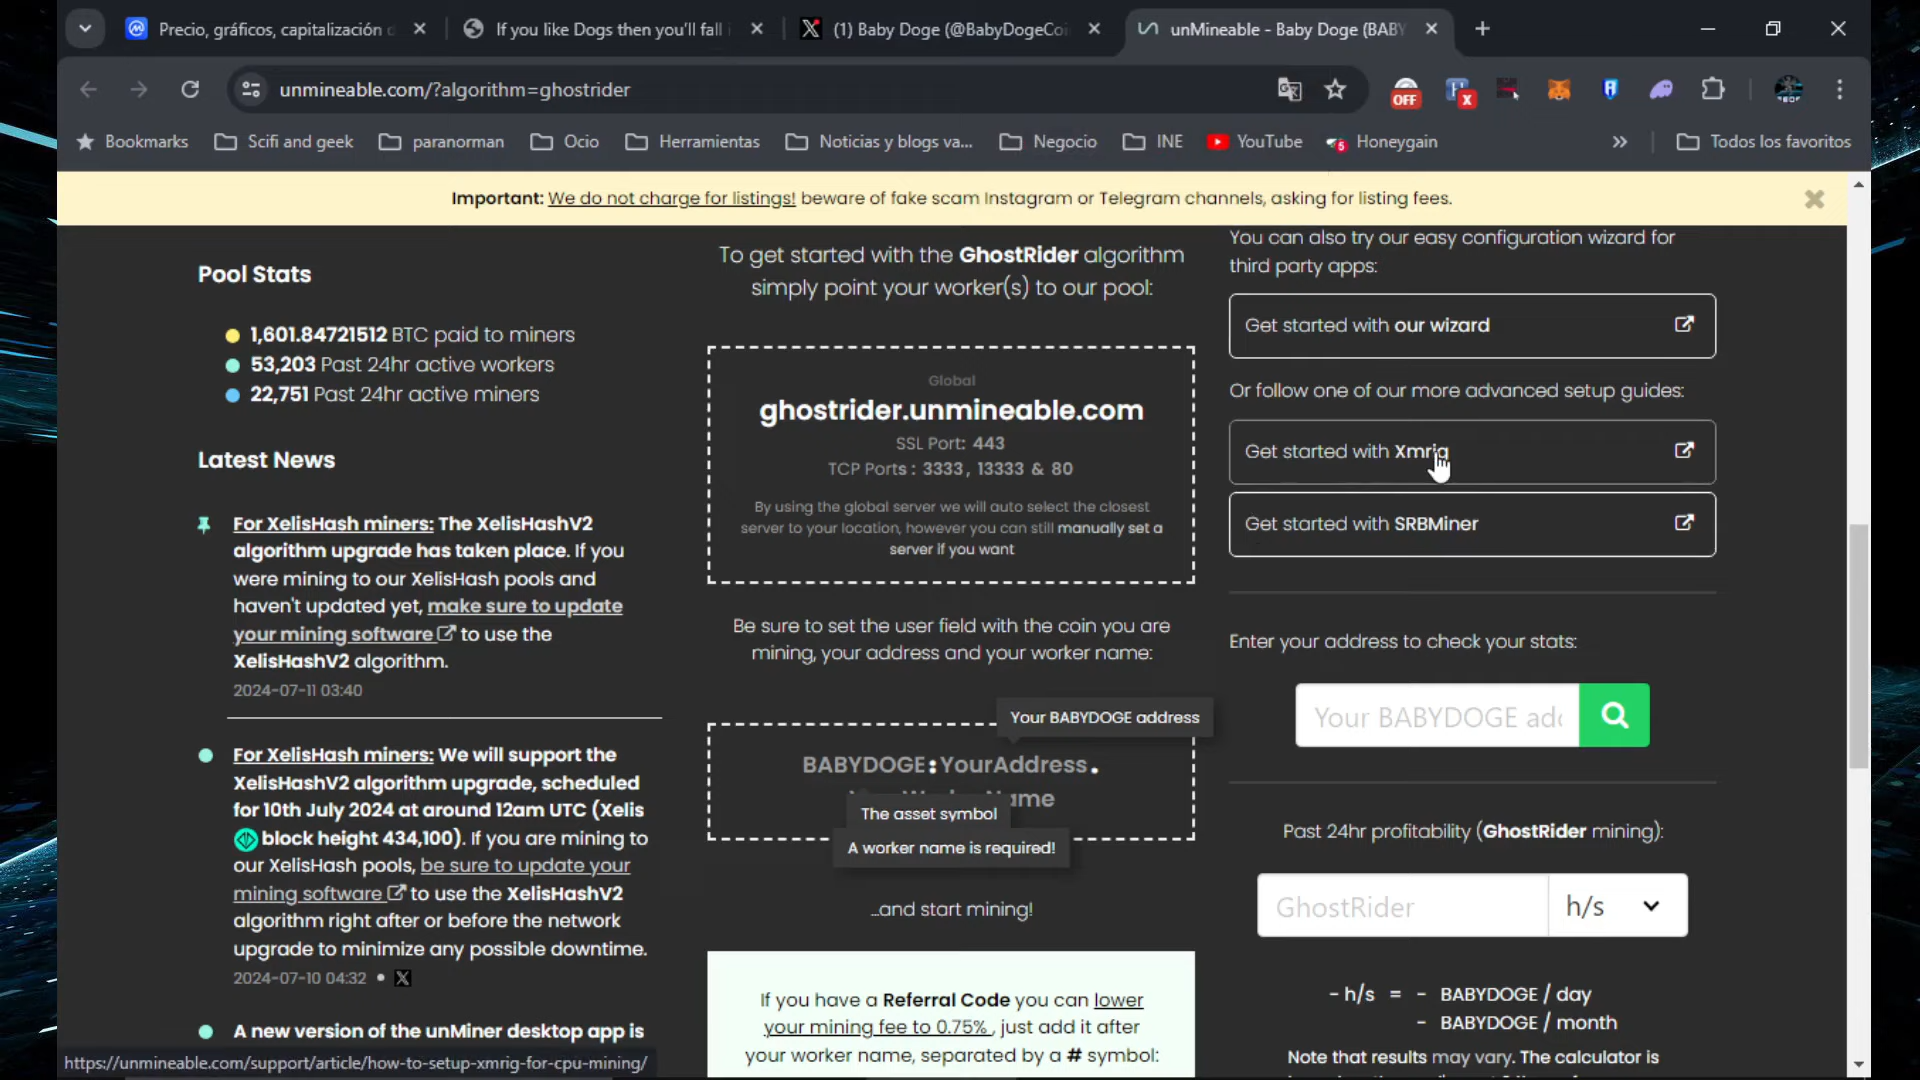 Precio, gráficos, capitalización d
If you like Dogs then you'll fall i
(1) Baby Doge (@BabyDogeCoi
unMineable - Baby Doge (BABY
unmineable.com/?algorithm=ghostrider
OFF
x
Bookmarks
Scifi and geek
paranorman
Ocio
Herramientas
Noticias y blogs va...
Negocio
INE
YouTube
5
Honeygain
»
Todos los favoritos
Important: We do not charge for listings! beware of fake scam Instagram or Telegram channels, asking for listing fees.
Pool Stats
1,601.84721512 BTC paid to miners
53,203 Past 24hr active workers
22,751 Past 24hr active miners
Latest News
For XelisHash miners: The XelisHashV2
algorithm upgrade has taken place. If you
were mining to our XelisHash pools and
haven't updated yet, make sure to update
your mining software to use the
XelisHashV2 algorithm.
2024-07-11 03:40
For XelisHash miners: We will support the
XelisHashV2 algorithm upgrade, scheduled
for 10th July 2024 at around 12am UTC (Xelis
block height 434,100). If you are mining to
our XelisHash pools, be sure to update your
mining software to use the XelisHashV2
algorithm right after or before the network
upgrade to minimize any possible downtime.
2024-07-10 04:32 •
A new version of the unMiner desktop app is
https://unmineable.com/support/article/how-to-setup-xmrig-for-cpu-mining/
To get started with the GhostRider algorithm
simply point your worker(s) to our pool:
Global
ghostrider.unmineable.com
SSL Port: 443
TCP Ports : 3333, 13333 & 80
By using the global server we will auto select the closest
server to your location, however you can still manually set a
server if you want
Be sure to set the user field with the coin you are
mining, your address and your worker name:
Your BABYDOGE address
BABYDOGE:YourAddress.
The asset symbol
A worker name is required!
...and start mining!
If you have a Referral Code you can lower
your mining fee to 0.75% , just add it after
your worker name, separated by a # symbol:
You can also try our easy configuration wizard for
third party apps:
Get started with our wizard
Or follow one of our more advanced setup guides:
Get started with Xmrig
Get started with SRBMiner
Enter your address to check your stats:
Your BABYDOGE add
Past 24hr profitability (GhostRider mining):
GhostRider
h/s
- h/s = - BABYDOGE / day
- BABYDOGE / month
Note that results may vary. The calculator is